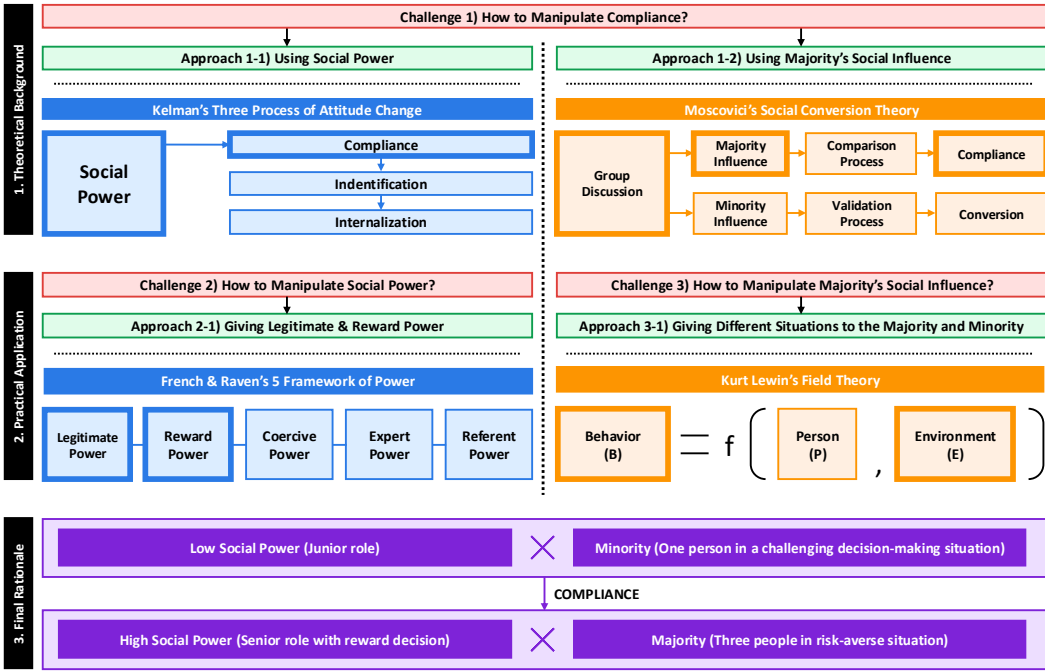 1. Theoretical Background
Challenge 1) How to Manipulate Compliance?
Approach 1-1) Using Social Power
Kelman's Three Process of Attitude Change
Social
Power
Compliance
Indentification
Internalization
Approach 1-2) Using Majority's Social Influence
Moscovici's Social Conversion Theory
Group
Discussion
Majority
Influence
Comparison
Process
Compliance
Minority
Influence
Validation
Process
Conversion
2. Practical Application
Challenge 2) How to Manipulate Social Power?
Approach 2-1) Giving Legitimate & Reward Power
French & Raven's 5 Framework of Power
Legitimate
Power
Reward
Power
Coercive
Power
Expert
Power
Referent
Power
Challenge 3) How to Manipulate Majority's Social Influence?
Approach 3-1) Giving Different Situations to the Majority and Minority
Kurt Lewin's Field Theory
Behavior
(B)
= f (
Person
(P)
,
Environment
(E)
)
3. Final Rationale
Low Social Power (Junior role)
×
Minority (One person in a challenging decision-making situation)
COMPLIANCE
High Social Power (Senior role with reward decision)
×
Majority (Three people in risk-averse situation)